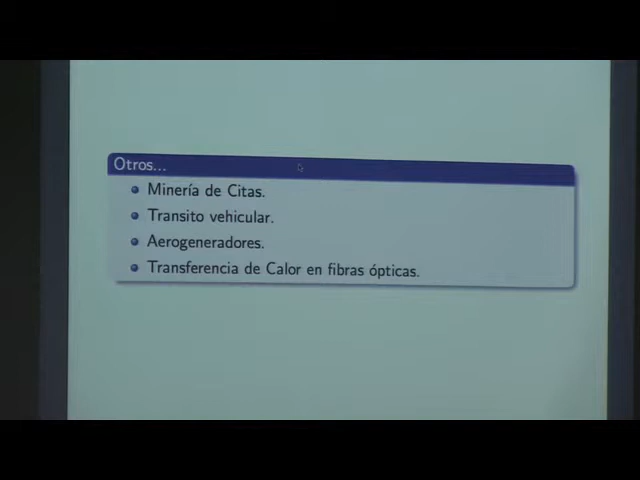 Otros...
Minería de Citas.
Transito vehicular.
Aerogeneradores.
Transferencia de Calor en fibras ópticas.